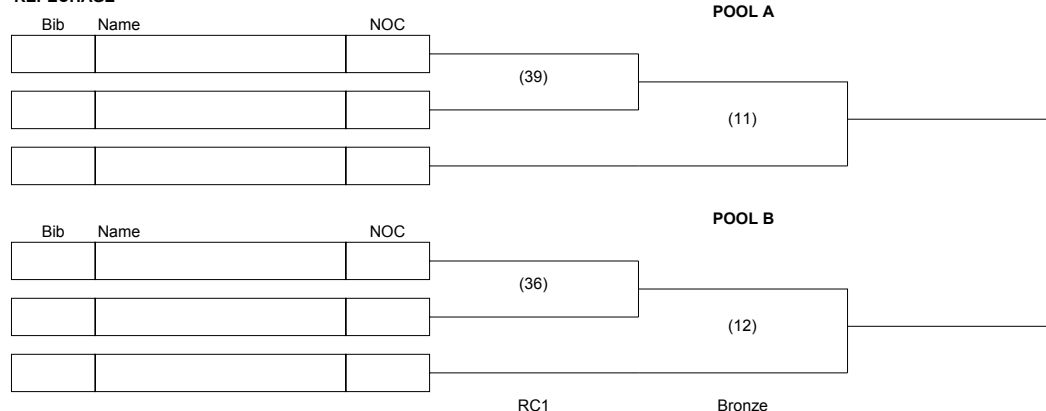 REPECHAGE
POOL A
Bib Name NOC
(39)
(11)
POOL B
Bib Name NOC
(36)
(12)
RC1 Bronze